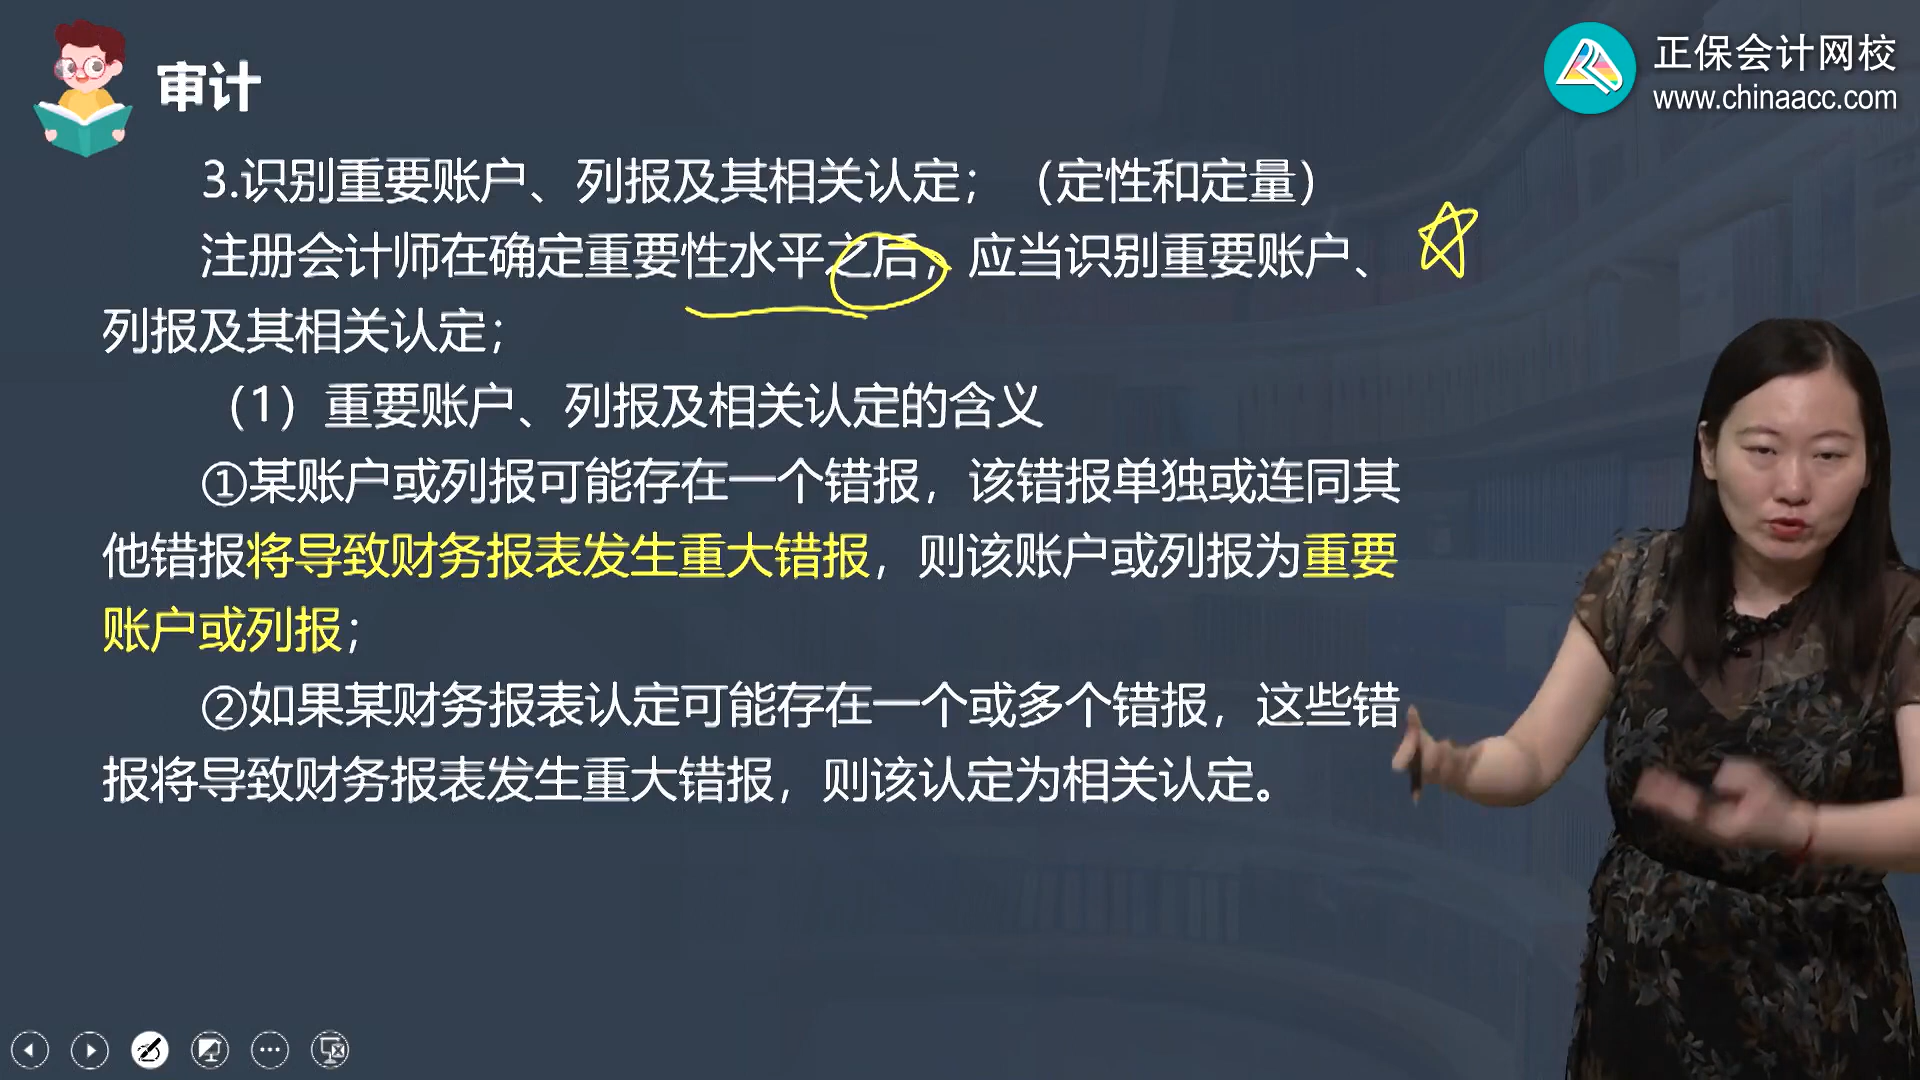 审计
正保会计网校
www.chinaacc.com
3.识别重要账户、列报及其相关认定；（定性和定量）
注册会计师在确定重要性水平之后，应当识别重要账户、
列报及其相关认定；
（1）重要账户、列报及相关认定的含义
①某账户或列报可能存在一个错报，该错报单独或连同其
他错报将导致财务报表发生重大错报，则该账户或列报为重要
账户或列报；
②如果某财务报表认定可能存在一个或多个错报，这些错
报将导致财务报表发生重大错报，则该认定为相关认定。